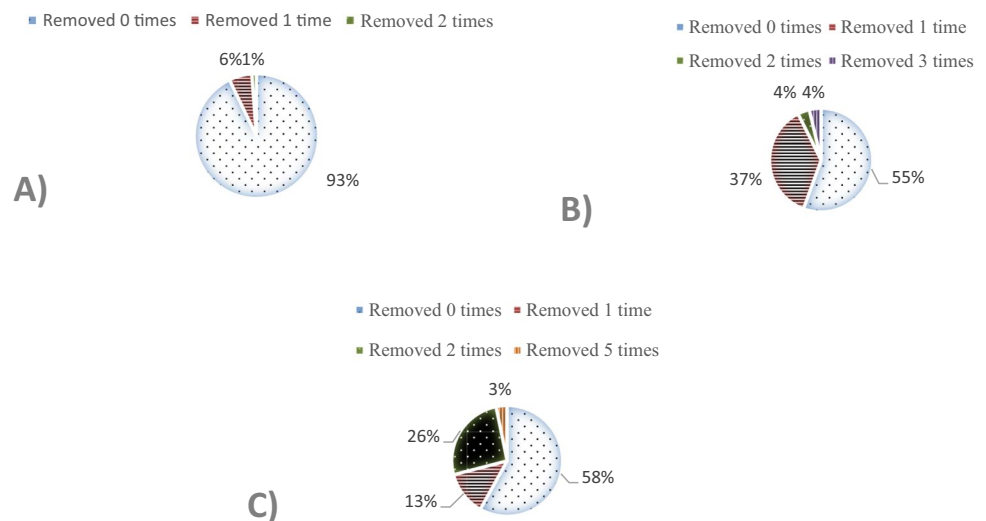 Removed 0 times Removed 1 time Removed 2 times
6% 1%
93%
A)
Removed 0 times Removed 1 time
Removed 2 times Removed 3 times
4% 4%
37%
55%
B)
Removed 0 times Removed 1 time
Removed 2 times Removed 5 times
3%
26%
58%
13%
C)